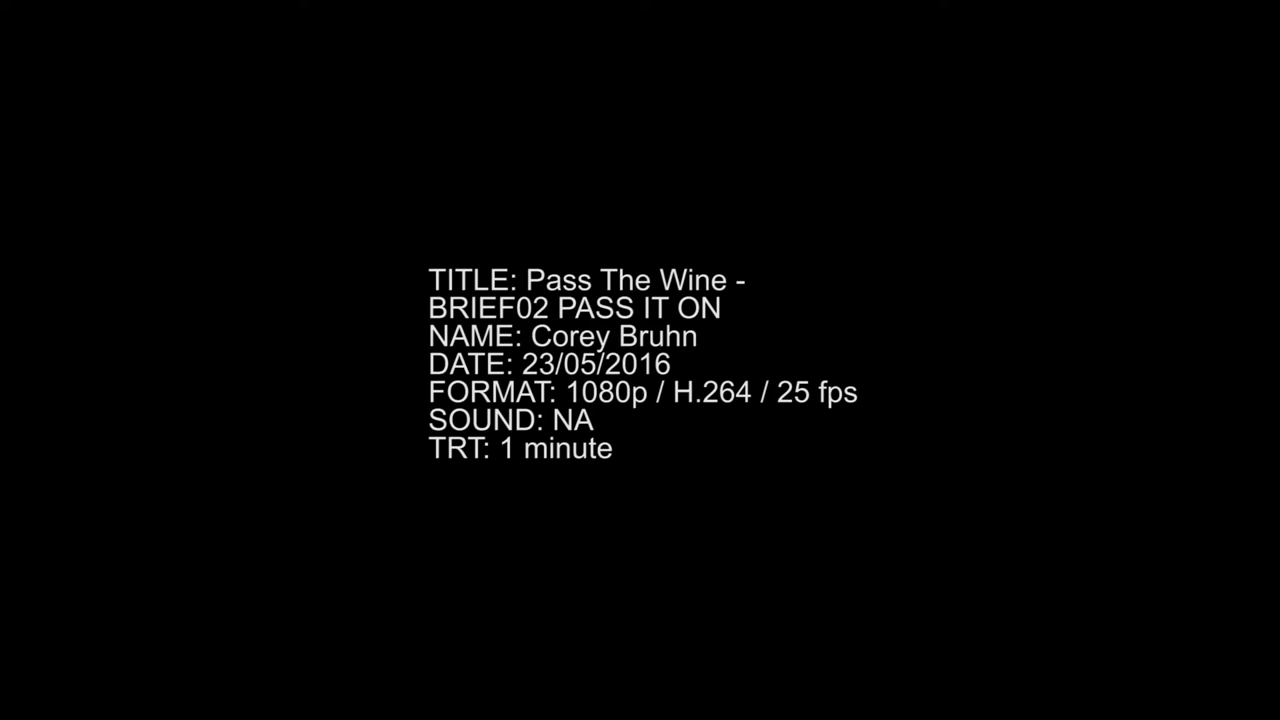 TITLE: Pass The Wine -
BRIEF02 PASS IT ON
NAME: Corey Bruhn
DATE: 23/05/2016
FORMAT: 1080p / H.264 / 25 fps
SOUND: NA
TRT: 1 minute